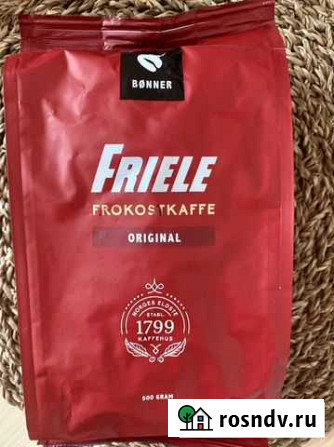 BØNNER
FRIELE
FROKOSTKAFFE
ORIGINAL
NORGES ELDSTE
ETABL.
1799
KAFFEHUS
500 GRAM
rosndv.ru